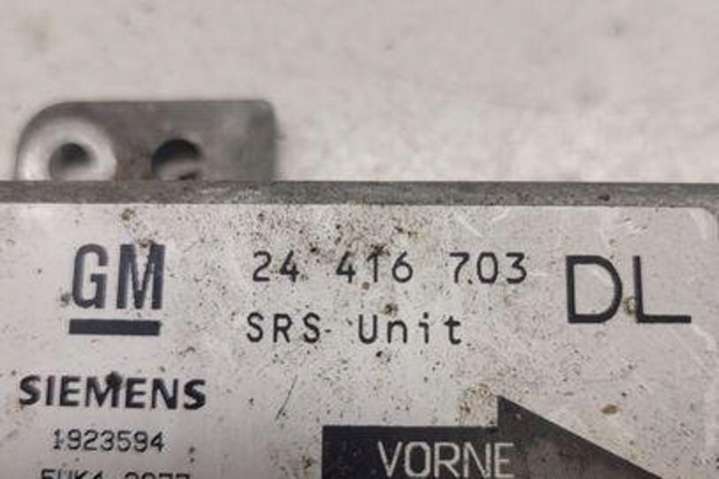 GM 24 416 703 DL
SRS Unit
SIEMENS
1923594
VORNE